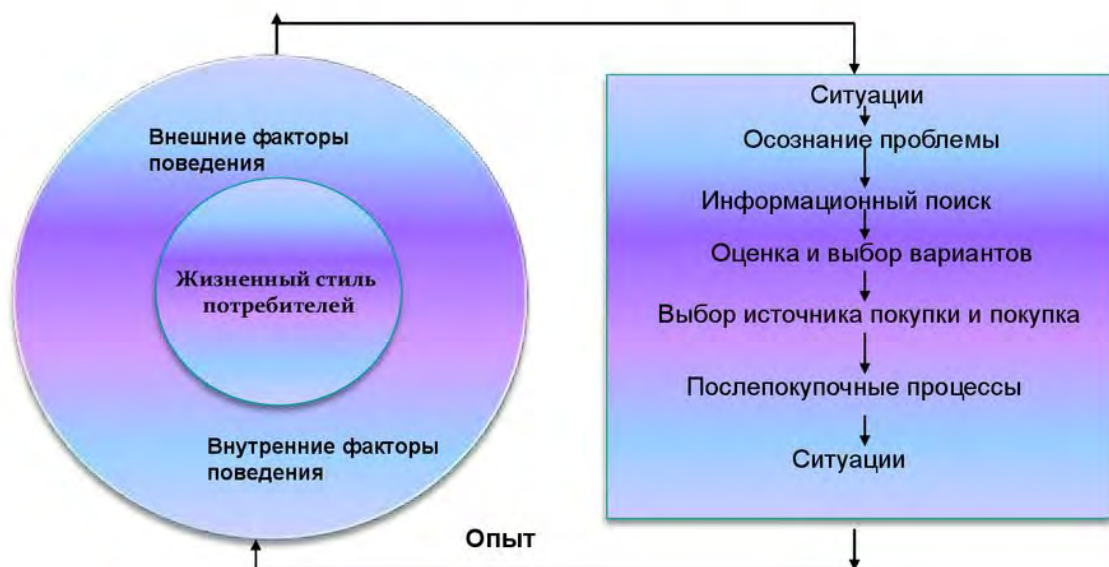 Внешние факторы
поведения
Жизненный стиль
потребителей
Внутренние факторы
поведения
Ситуации
Осознание проблемы
Информационный поиск
Оценка и выбор вариантов
Выбор источника покупки и покупка
Послепокупочные процессы
Ситуации
Опыт